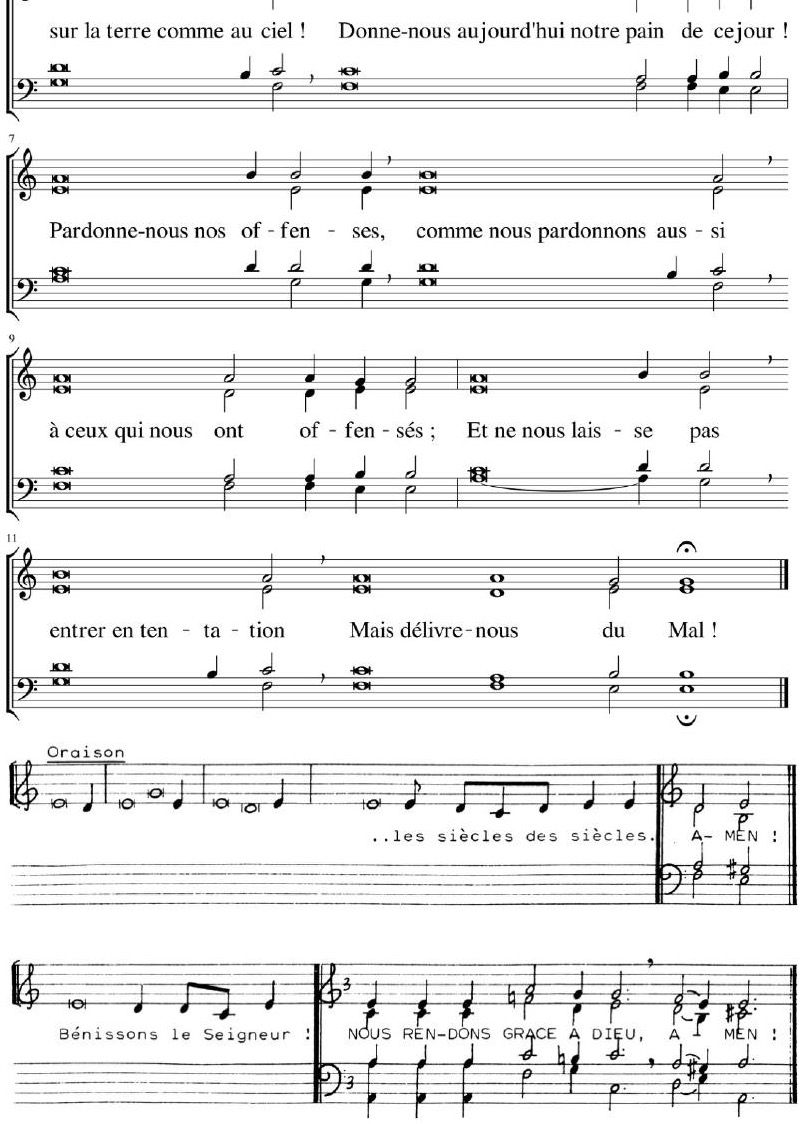 sur la terre comme au ciel ! Donne-nous aujourd'hui notre pain de ce jour !
7
Pardonne-nous nos of - fen - ses, comme nous pardonnons aus - si
9
à ceux qui nous ont of - fen - sés ; Et ne nous lais - se pas
11
entrer en ten - ta - tion Mais délivre-nous du Mal !
Oraison
..les siècles des siècles. A- MEN !
3
Bénissons le Seigneur ! NOUS REN-DONS GRACE A DIEU, A - MEN !
3